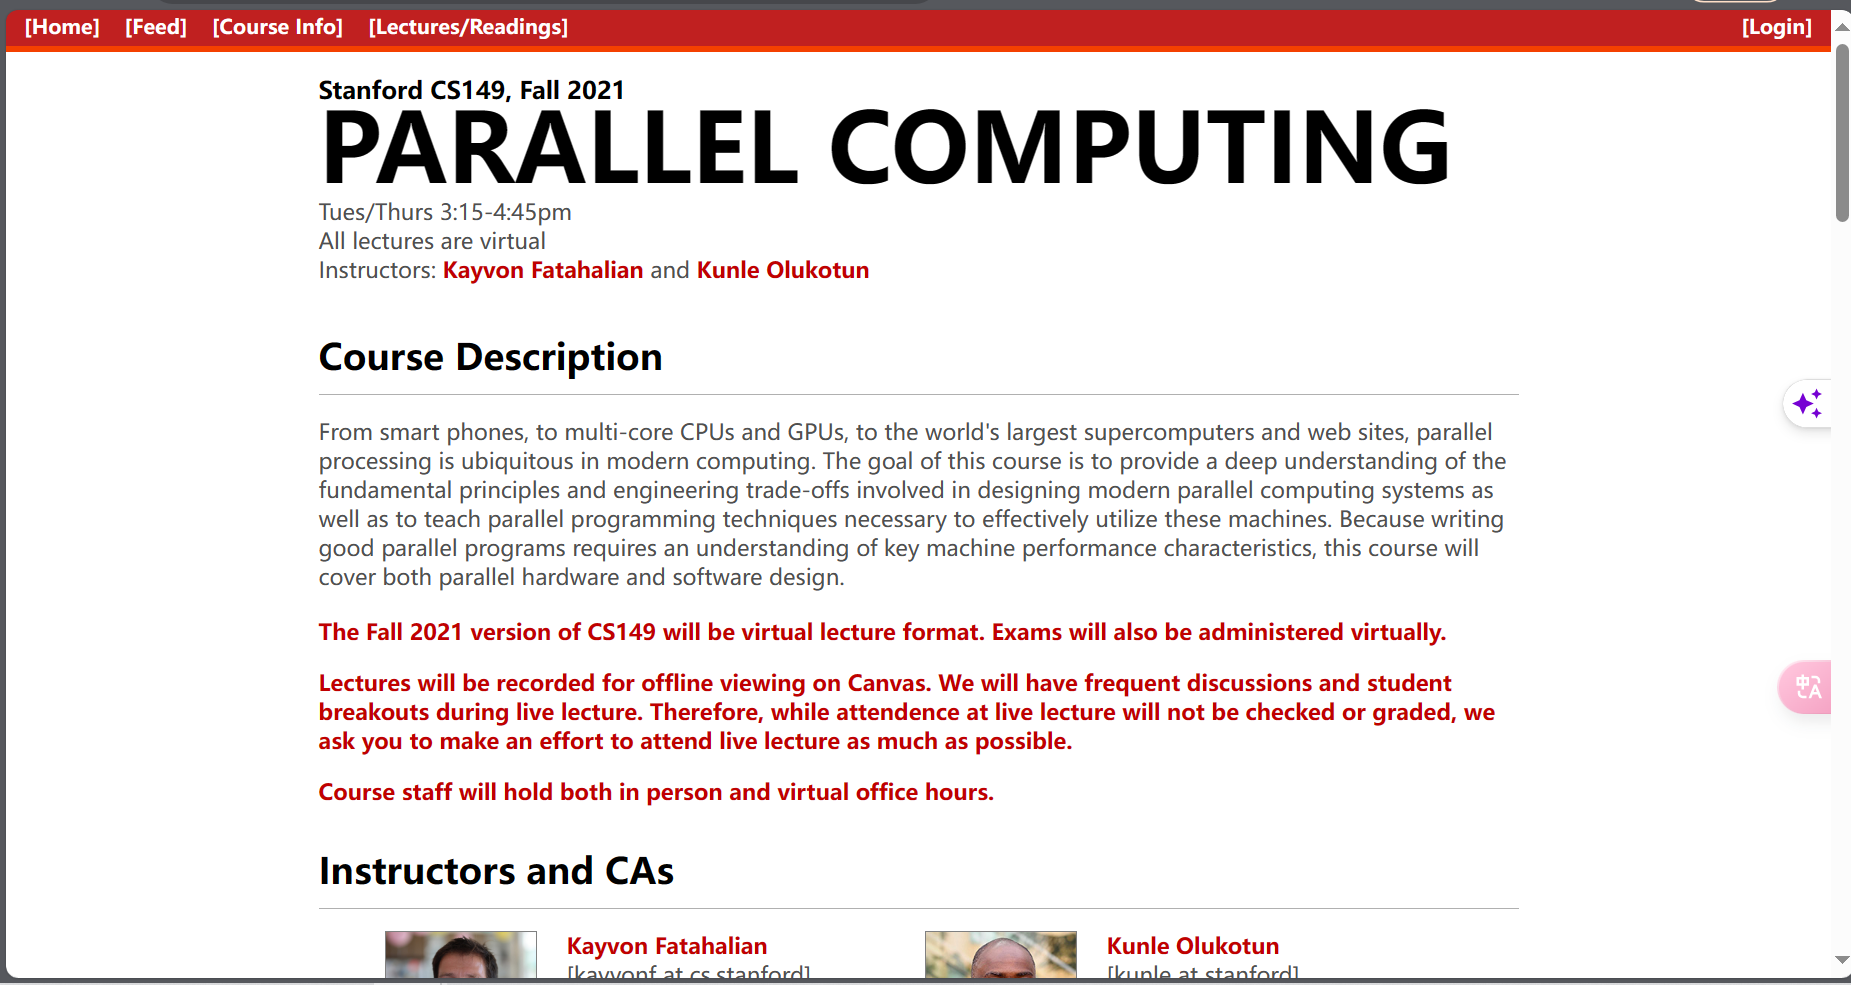 [Home] [Feed] [Course Info] [Lectures/Readings] [Login]
Stanford CS149, Fall 2021
PARALLEL COMPUTING
Tues/Thurs 3:15-4:45pm
All lectures are virtual
Instructors: Kayvon Fatahalian and Kunle Olukotun
Course Description
From smart phones, to multi-core CPUs and GPUs, to the world's largest supercomputers and web sites, parallel
processing is ubiquitous in modern computing. The goal of this course is to provide a deep understanding of the
fundamental principles and engineering trade-offs involved in designing modern parallel computing systems as
well as to teach parallel programming techniques necessary to effectively utilize these machines. Because writing
good parallel programs requires an understanding of key machine performance characteristics, this course will
cover both parallel hardware and software design.
The Fall 2021 version of CS149 will be virtual lecture format. Exams will also be administered virtually.
Lectures will be recorded for offline viewing on Canvas. We will have frequent discussions and student
breakouts during live lecture. Therefore, while attendence at live lecture will not be checked or graded, we
ask you to make an effort to attend live lecture as much as possible.
Course staff will hold both in person and virtual office hours.
中A
Instructors and CAs
Kayvon Fatahalian
[kayvonf at cs.stanford]
Kunle Olukotun
[kunle at stanford]